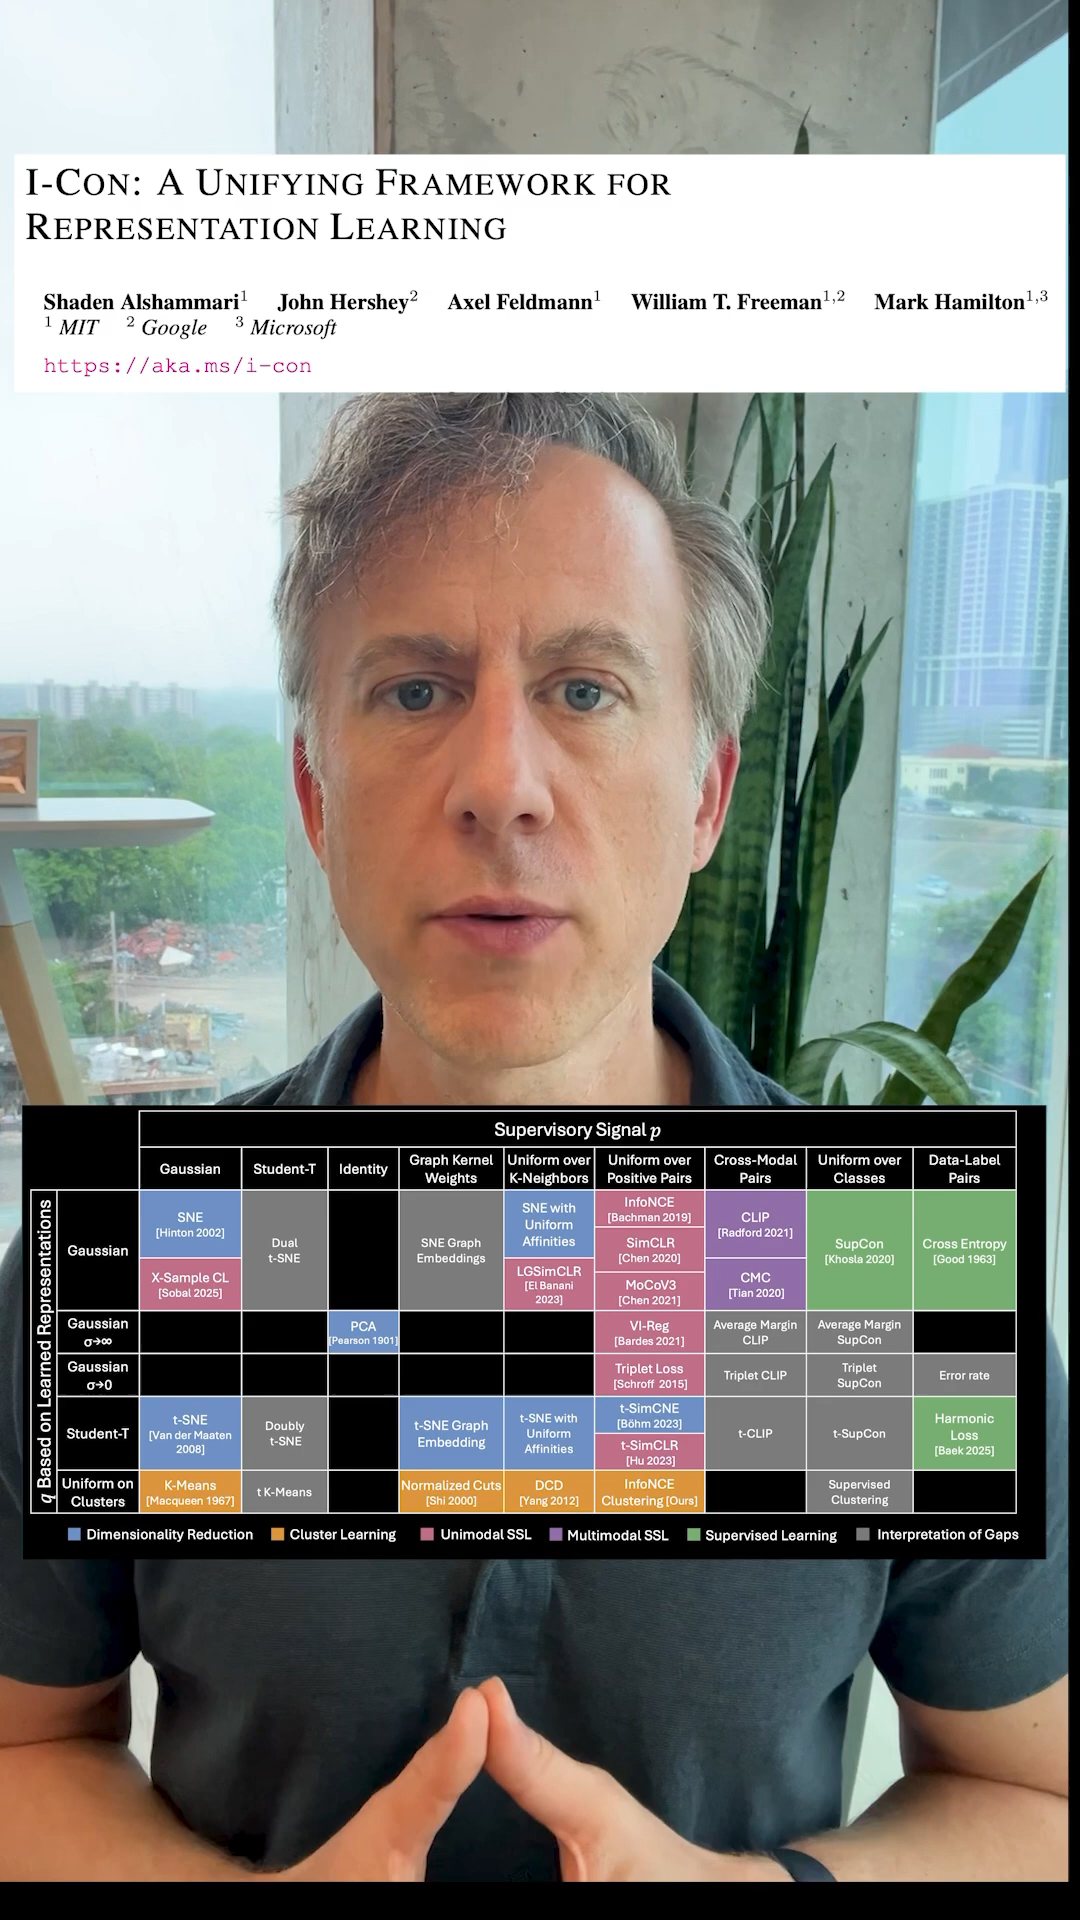 I-CON: A UNIFYING FRAMEWORK FOR
REPRESENTATION LEARNING
Shaden Alshammari¹ John Hershey² Axel Feldmann¹ William T. Freeman¹,² Mark Hamilton¹,³
¹ MIT ² Google ³ Microsoft
https://aka.ms/i-con
Supervisory Signal p
Gaussian
Student-T
Identity
Graph Kernel
Weights
Uniform over
K-Neighbors
Uniform over
Positive Pairs
Cross-Modal
Pairs
Uniform over
Classes
Data-Label
Pairs
q Based on Learned Representations
Gaussian
SNE
[Hinton 2002]
X-Sample CL
[Sobal 2025]
Dual
t-SNE
SNE Graph
Embeddings
SNE with
Uniform
Affinities
LGSimCLR
[El Banani
2023]
InfoNCE
[Bachman 2019]
SimCLR
[Chen 2020]
MoCoV3
[Chen 2021]
CLIP
[Radford 2021]
CMC
[Tian 2020]
SupCon
[Khosla 2020]
Cross Entropy
[Good 1963]
Gaussian
σ→∞
PCA
[Pearson 1901]
VI-Reg
[Bardes 2021]
Average Margin
CLIP
Average Margin
SupCon
Gaussian
σ→0
Triplet Loss
[Schroff 2015]
Triplet CLIP
Triplet
SupCon
Error rate
Student-T
t-SNE
[Van der Maaten
2008]
Doubly
t-SNE
t-SNE Graph
Embedding
t-SNE with
Uniform
Affinities
t-SimCNE
[Böhm 2023]
t-SimCLR
[Hu 2023]
t-CLIP
t-SupCon
Harmonic
Loss
[Baek 2025]
Uniform on
Clusters
K-Means
[Macqueen 1967]
t K-Means
Normalized Cuts
[Shi 2000]
DCD
[Yang 2012]
InfoNCE
Clustering [Ours]
Supervised
Clustering
Dimensionality Reduction Cluster Learning Unimodal SSL Multimodal SSL Supervised Learning Interpretation of Gaps